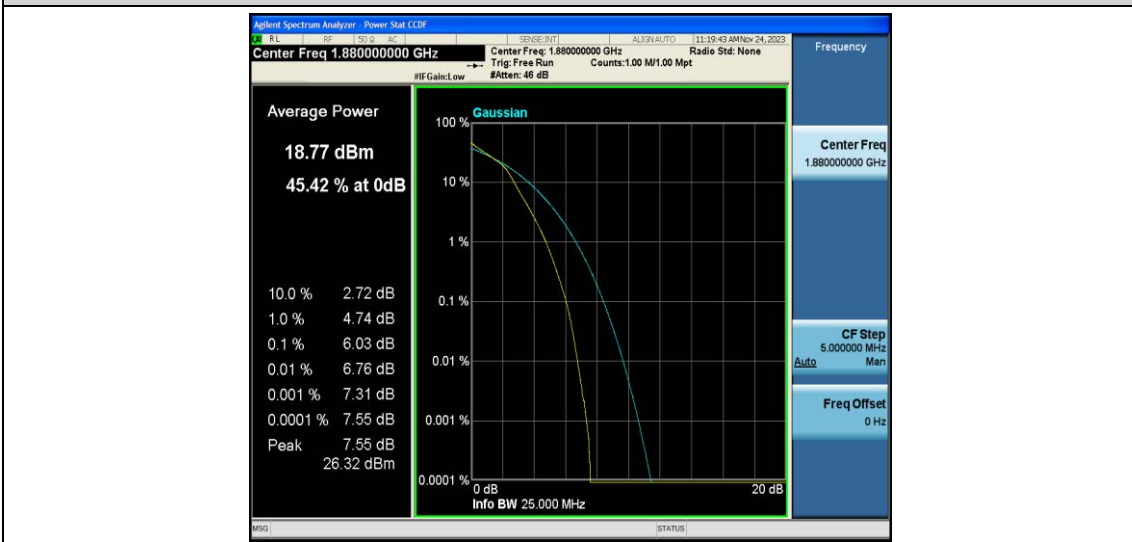 Agilent Spectrum Analyzer - Power Stat CCDF
RL RF 50 Ω AC SENSE:INT ALIGN AUTO 11:19:43 AM Nov 24, 2023
Center Freq 1.880000000 GHz
Center Freq: 1.880000000 GHz Radio Std: None
Trig: Free Run Counts:1.00 M/1.00 Mpt
#IFGain:Low #Atten: 46 dB
Frequency
Average Power
18.77 dBm
45.42 % at 0dB
10.0 % 2.72 dB
1.0 % 4.74 dB
0.1 % 6.03 dB
0.01 % 6.76 dB
0.001 % 7.31 dB
0.0001 % 7.55 dB
Peak 7.55 dB
26.32 dBm
Gaussian
100 %
10 %
1 %
0.1 %
0.01 %
0.001 %
0.0001 %
0 dB 20 dB
Info BW 25.000 MHz
Center Freq
1.880000000 GHz
CF Step
5.000000 MHz
Auto Man
Freq Offset
0 Hz
MSG STATUS